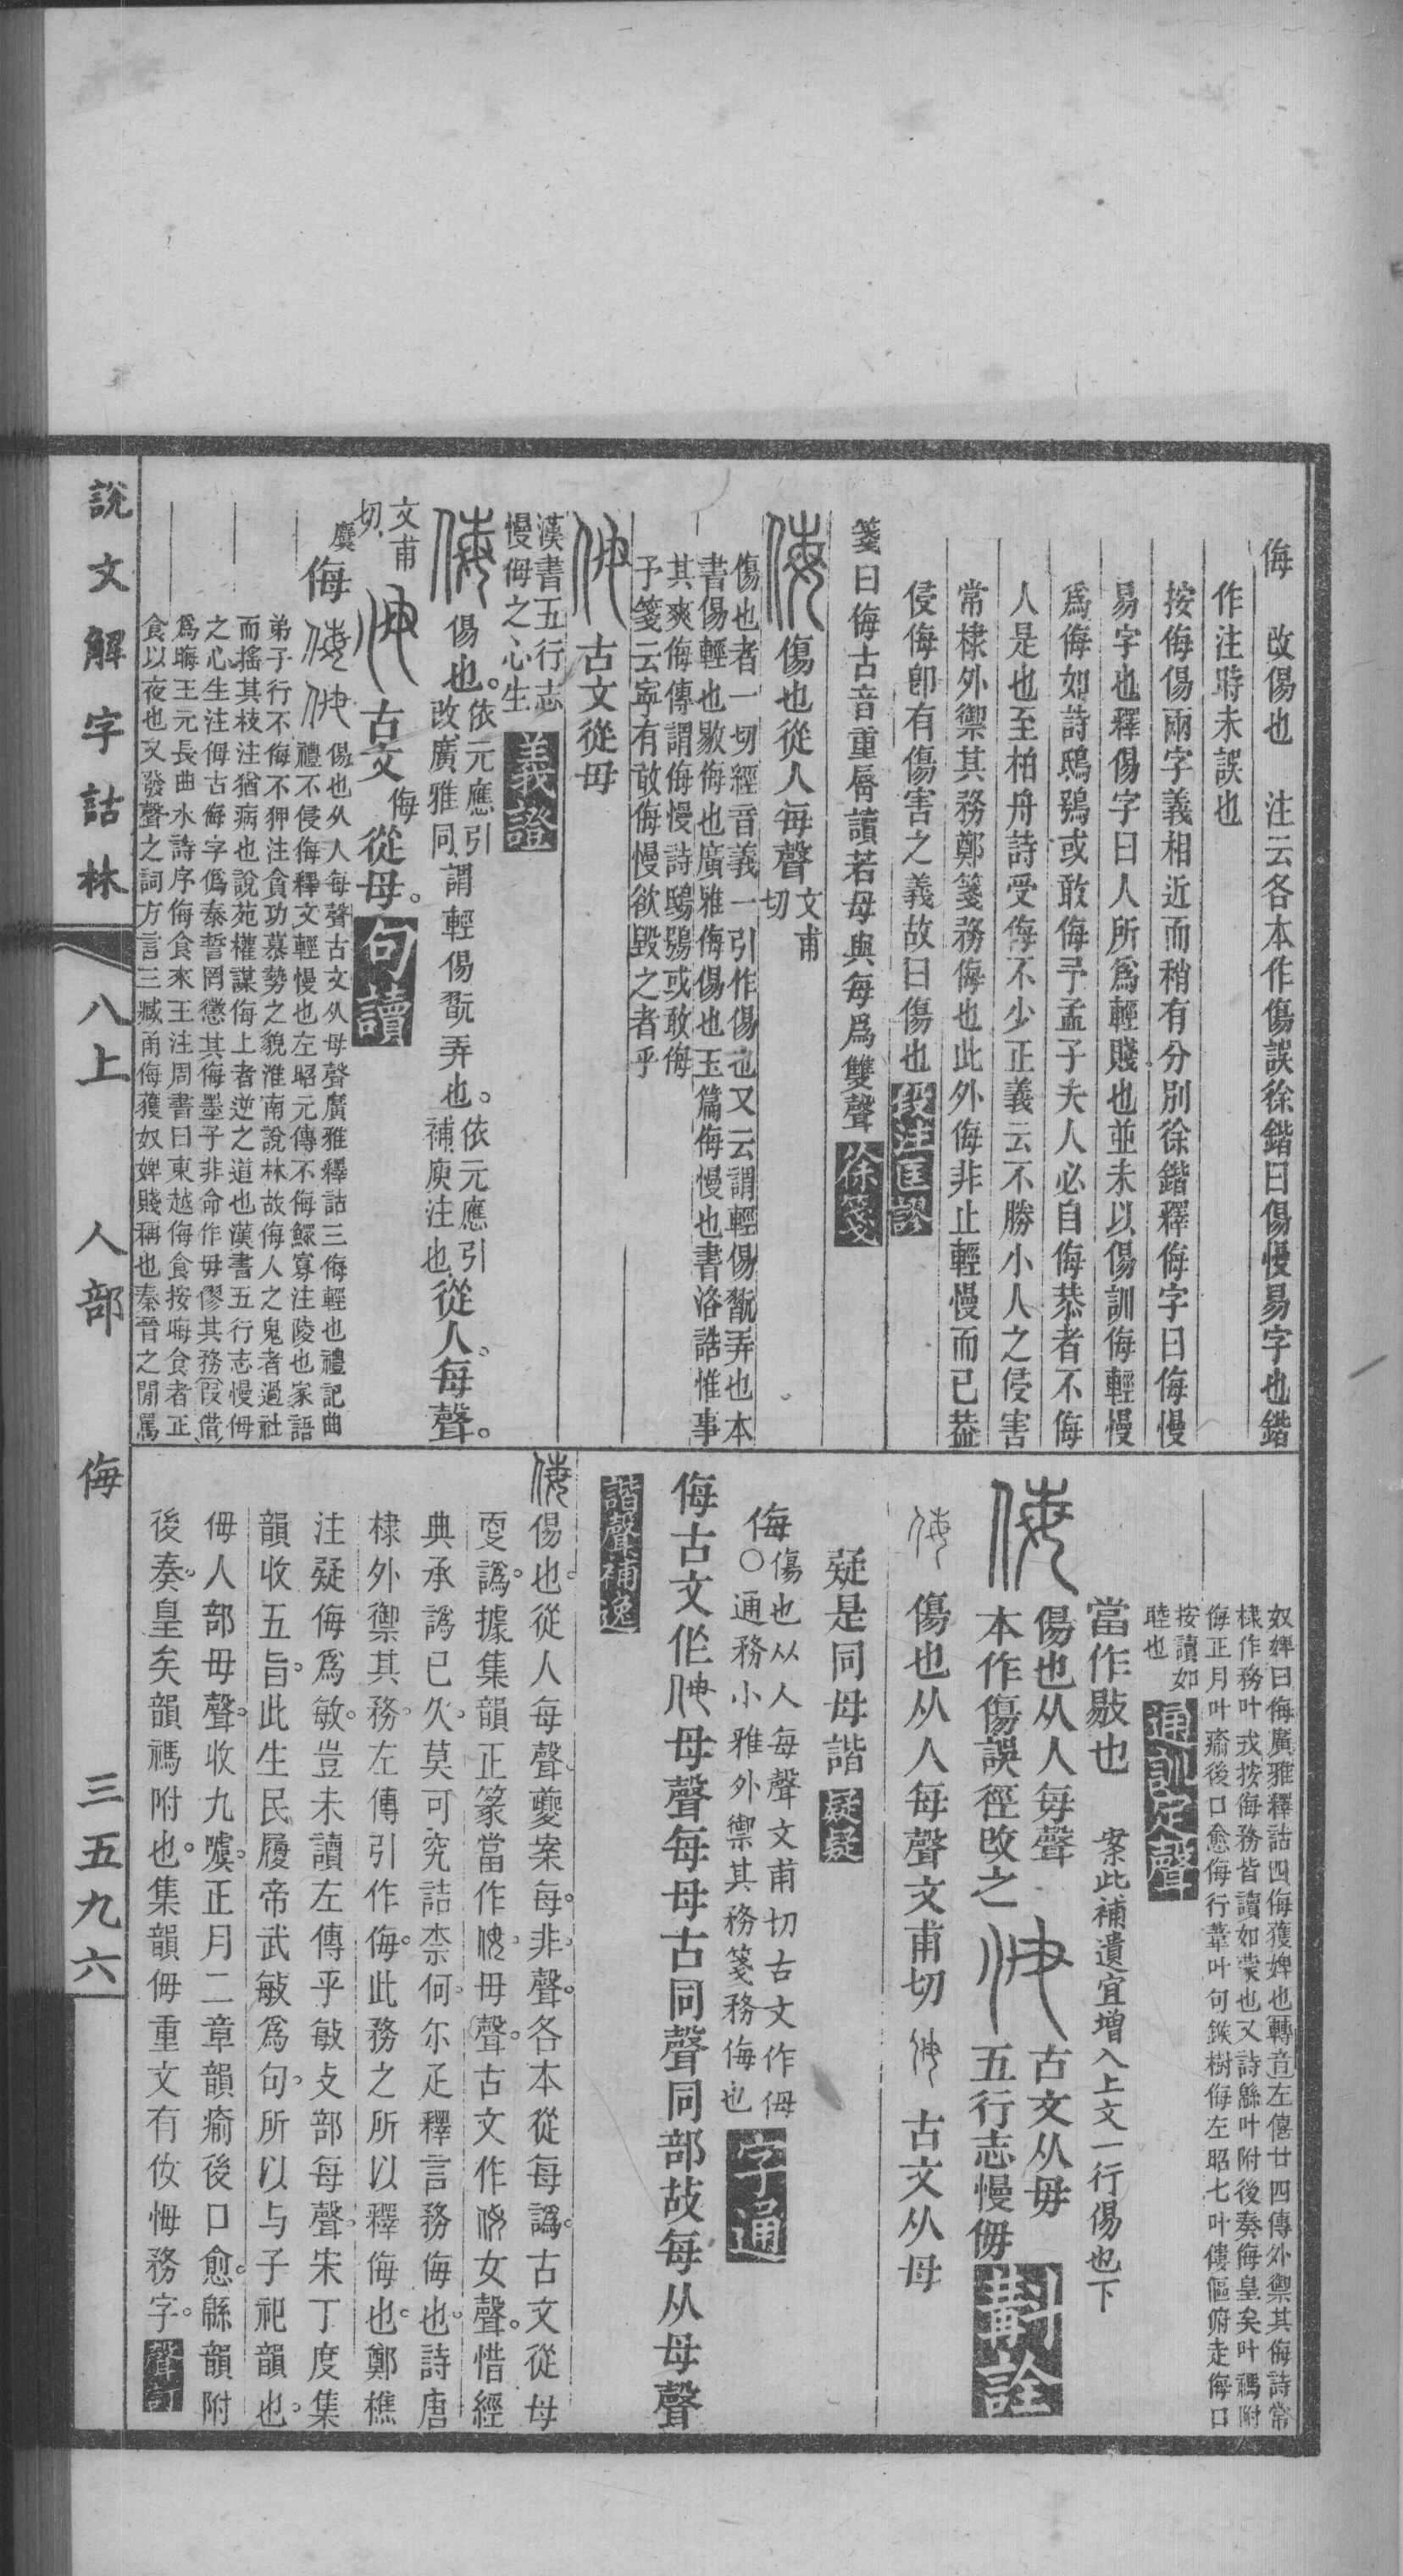 侮　改傷也　注云各本作傷誤徐鍇曰傷慢易字也鍇
作注時未誤也
按侮傷兩字義相近而稍有分別徐鍇釋侮字曰侮慢
易字也釋傷字曰人所爲輕賤也並未以傷訓侮輕慢
爲侮如詩鴟鴞或敢侮予孟子夫人必自侮恭者不侮
人是也至柏舟詩受侮不少正義云不勝小人之侵害
常棣外禦其務鄭箋務侮也此外侮非止輕慢而已葢
侵侮卽有傷害之義故曰傷也 段注匡謬
箋曰侮古音重脣讀若母與每爲雙聲 徐箋
傷也從人每聲 文甫切
傷也者一切經音義一引作傷也又云謂輕傷翫弄也本
書傷輕也歞侮也廣雅侮傷也玉篇侮慢也書洛誥惟事
其爽侮傳謂侮慢詩鴟鴞或敢侮
予箋云寧有敢侮慢欲毀之者乎
古文從母
漢書五行志
慢侮之心生 義證
傷也。依元應引改廣雅同謂輕傷翫弄也。依元應引補庾注也從人。每聲。
文甫切 古文侮從母。 句讀
侮 傷也从人每聲古文从母聲廣雅釋詁三侮輕也禮記曲
禮不侵侮釋文輕慢也左昭元傳不侮鰥寡注陵也家語
弟子行不侮不狎注貪功慕勢之貌淮南說林故侮人之鬼者過社
而搖其枝注猶病也說苑權謀侮上者逆之道也漢書五行志慢侮
之心生注侮古侮字僞泰誓罔懲其侮墨子非命作毋僇其務假借
爲晦王元長曲水詩序侮食來王注周書曰東越侮食按晦食者正
食以夜也又發聲之詞方言三臧甬侮獲奴婢賤稱也秦晉之閒罵
奴婢曰侮廣雅釋詁四侮獲婢也轉音左僖廿四傳外禦其侮詩常
棣作務叶戎按侮務皆讀如蒙也又詩緜叶附後奏侮皇矣叶禡附
侮正月叶瘉後口愈侮行葦叶句鍭樹侮左昭七叶僂傴俯走侮口
按讀如
睦也 通訓定聲
當作敡也　案此補遺宜增入上文一行傷也下
傷也从人每聲 古文从母
本作傷誤徑改之 五行志慢侮 斠詮
傷也从人每聲文甫切 古文从母
疑是同母諧 疑疑
侮 傷也从人每聲文甫切古文作㑄
○通務小雅外禦其務箋務侮也 字通
侮古文作 母聲每母古同聲同部故每从母聲
諧聲補逸
傷也從人每聲夔案每非聲各本從每譌古文從母
更譌據集韻正篆當作 毋聲古文作 女聲惜經
典承譌已久莫可究詰柰何尔疋釋言務侮也詩唐
棣外禦其務左傳引作侮此務之所以釋侮也鄭樵
注疑侮爲敏豈未讀左傳乎敏攴部每聲宋丁度集
韻收五旨此生民履帝武敏爲句所以与子祀韻也
㑄人部毋聲收九噳正月二章韻瘉後口愈緜韻附
後奏皇矣韻禡附也集韻㑄重文有㑄㑄務字 聲訂
說文解字詁林　八上　人部　侮　三五九六